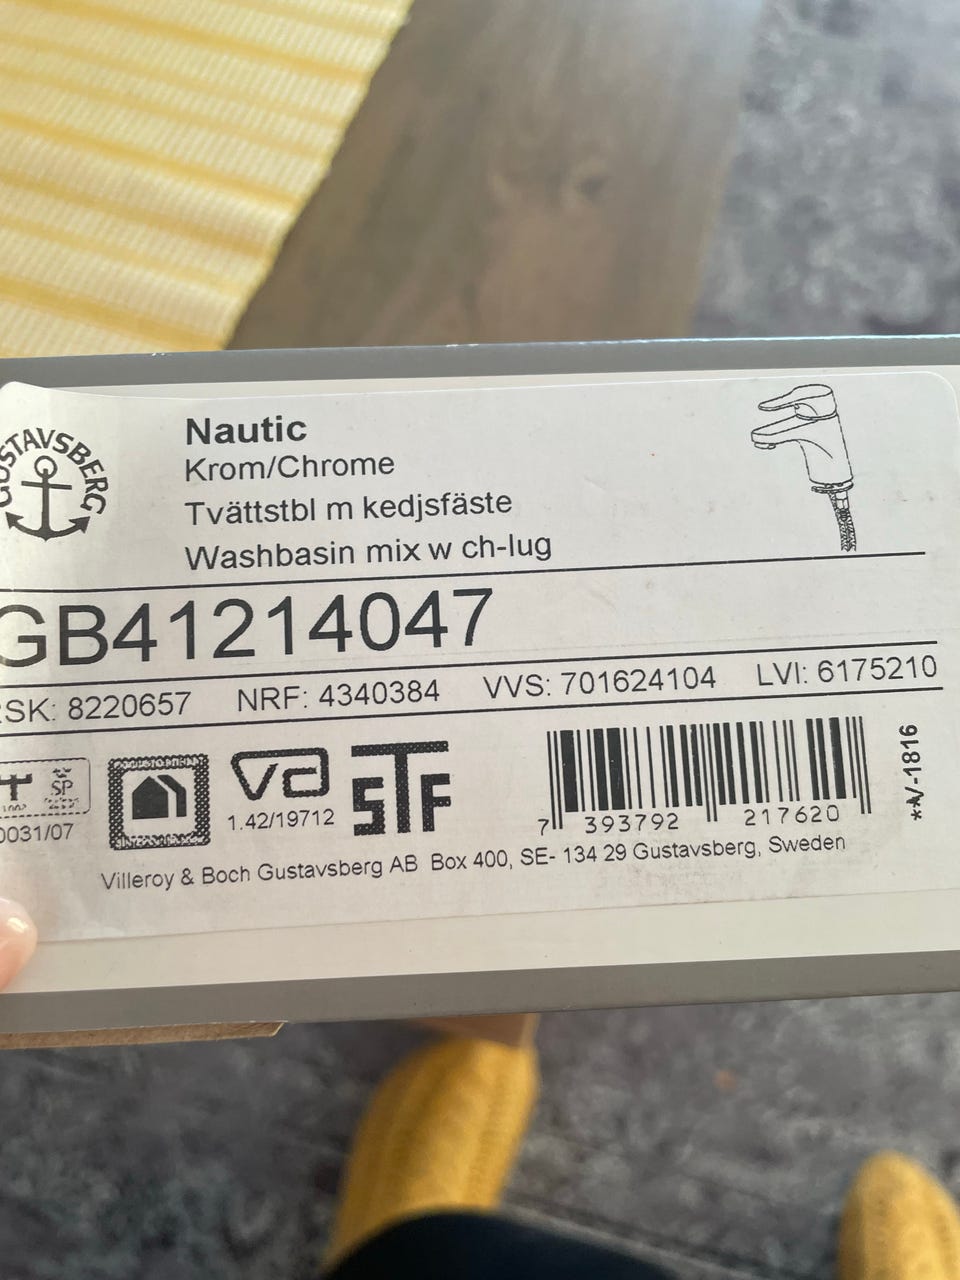 GUSTAVSBERG
Nautic
Krom/Chrome
Tvättstbl m kedjsfäste
Washbasin mix w ch-lug
GB41214047
RSK: 8220657 NRF: 4340384 VVS: 701624104 LVI: 6175210
SP
0031/07
VA
1.42/19712
STF
7 393792 217620
**A/-1816
Villeroy & Boch Gustavsberg AB Box 400, SE- 134 29 Gustavsberg, Sweden